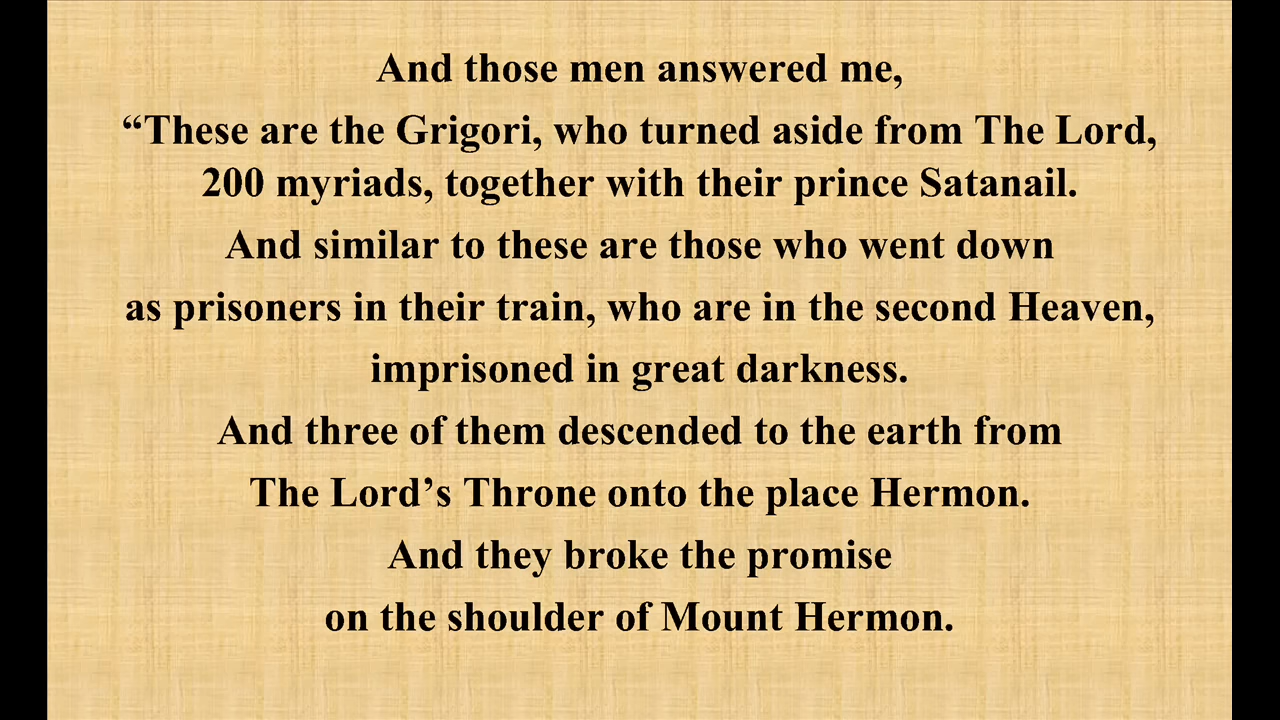 And those men answered me,
“These are the Grigori, who turned aside from The Lord,
200 myriads, together with their prince Satanail.
And similar to these are those who went down
as prisoners in their train, who are in the second Heaven,
imprisoned in great darkness.
And three of them descended to the earth from
The Lord’s Throne onto the place Hermon.
And they broke the promise
on the shoulder of Mount Hermon.